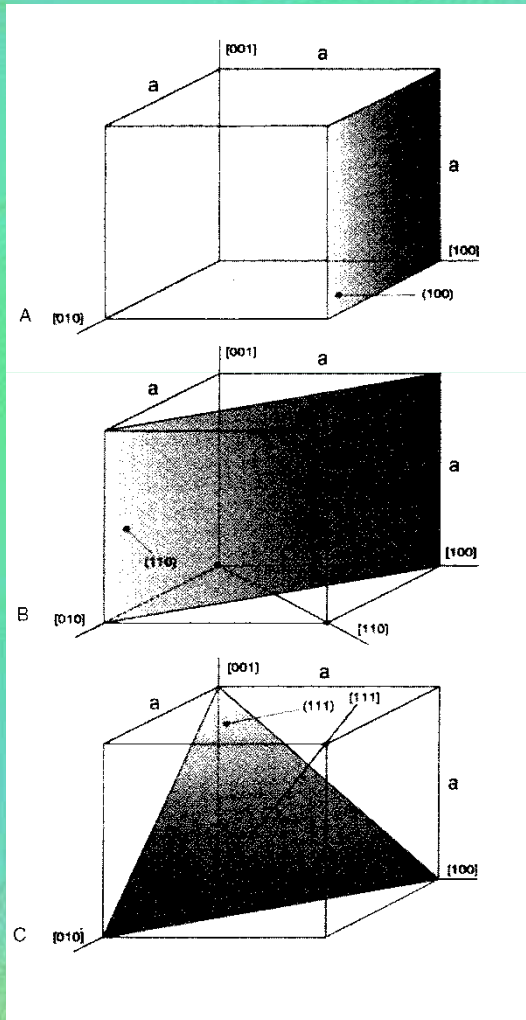 [001]
a
a
a
[100]
(100)
A
[010]
[001]
a
a
a
(110)
[100]
B
[010]
[110]
[001]
a
a
(111)
[111]
a
[100]
C
[010]